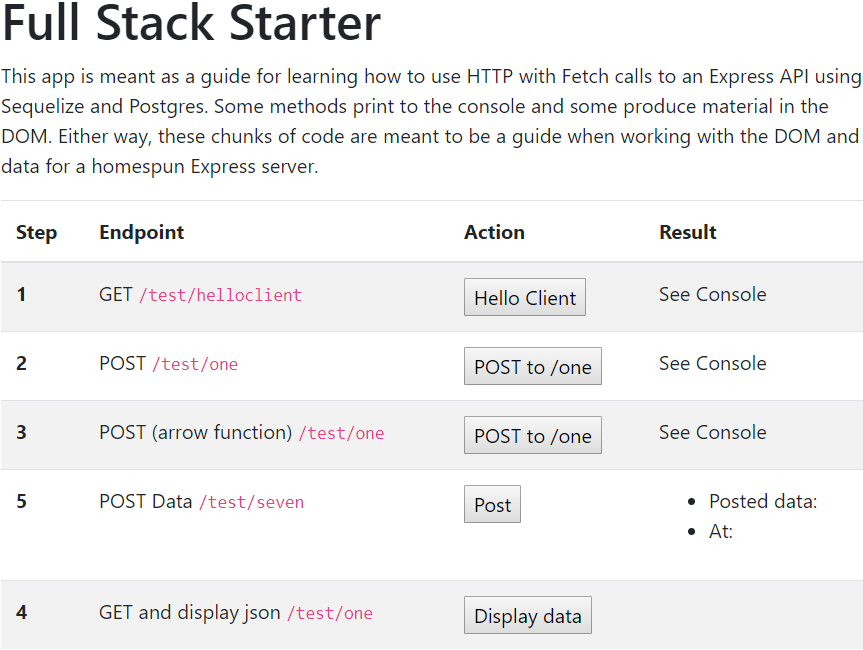 Full Stack Starter
This app is meant as a guide for learning how to use HTTP with Fetch calls to an Express API using
Sequelize and Postgres. Some methods print to the console and some produce material in the
DOM. Either way, these chunks of code are meant to be a guide when working with the DOM and
data for a homespun Express server.
Step Endpoint Action Result
1 GET /test/helloclient Hello Client See Console
2 POST /test/one POST to /one See Console
3 POST (arrow function) /test/one POST to /one See Console
5 POST Data /test/seven Post • Posted data:
• At:
4 GET and display json /test/one Display data